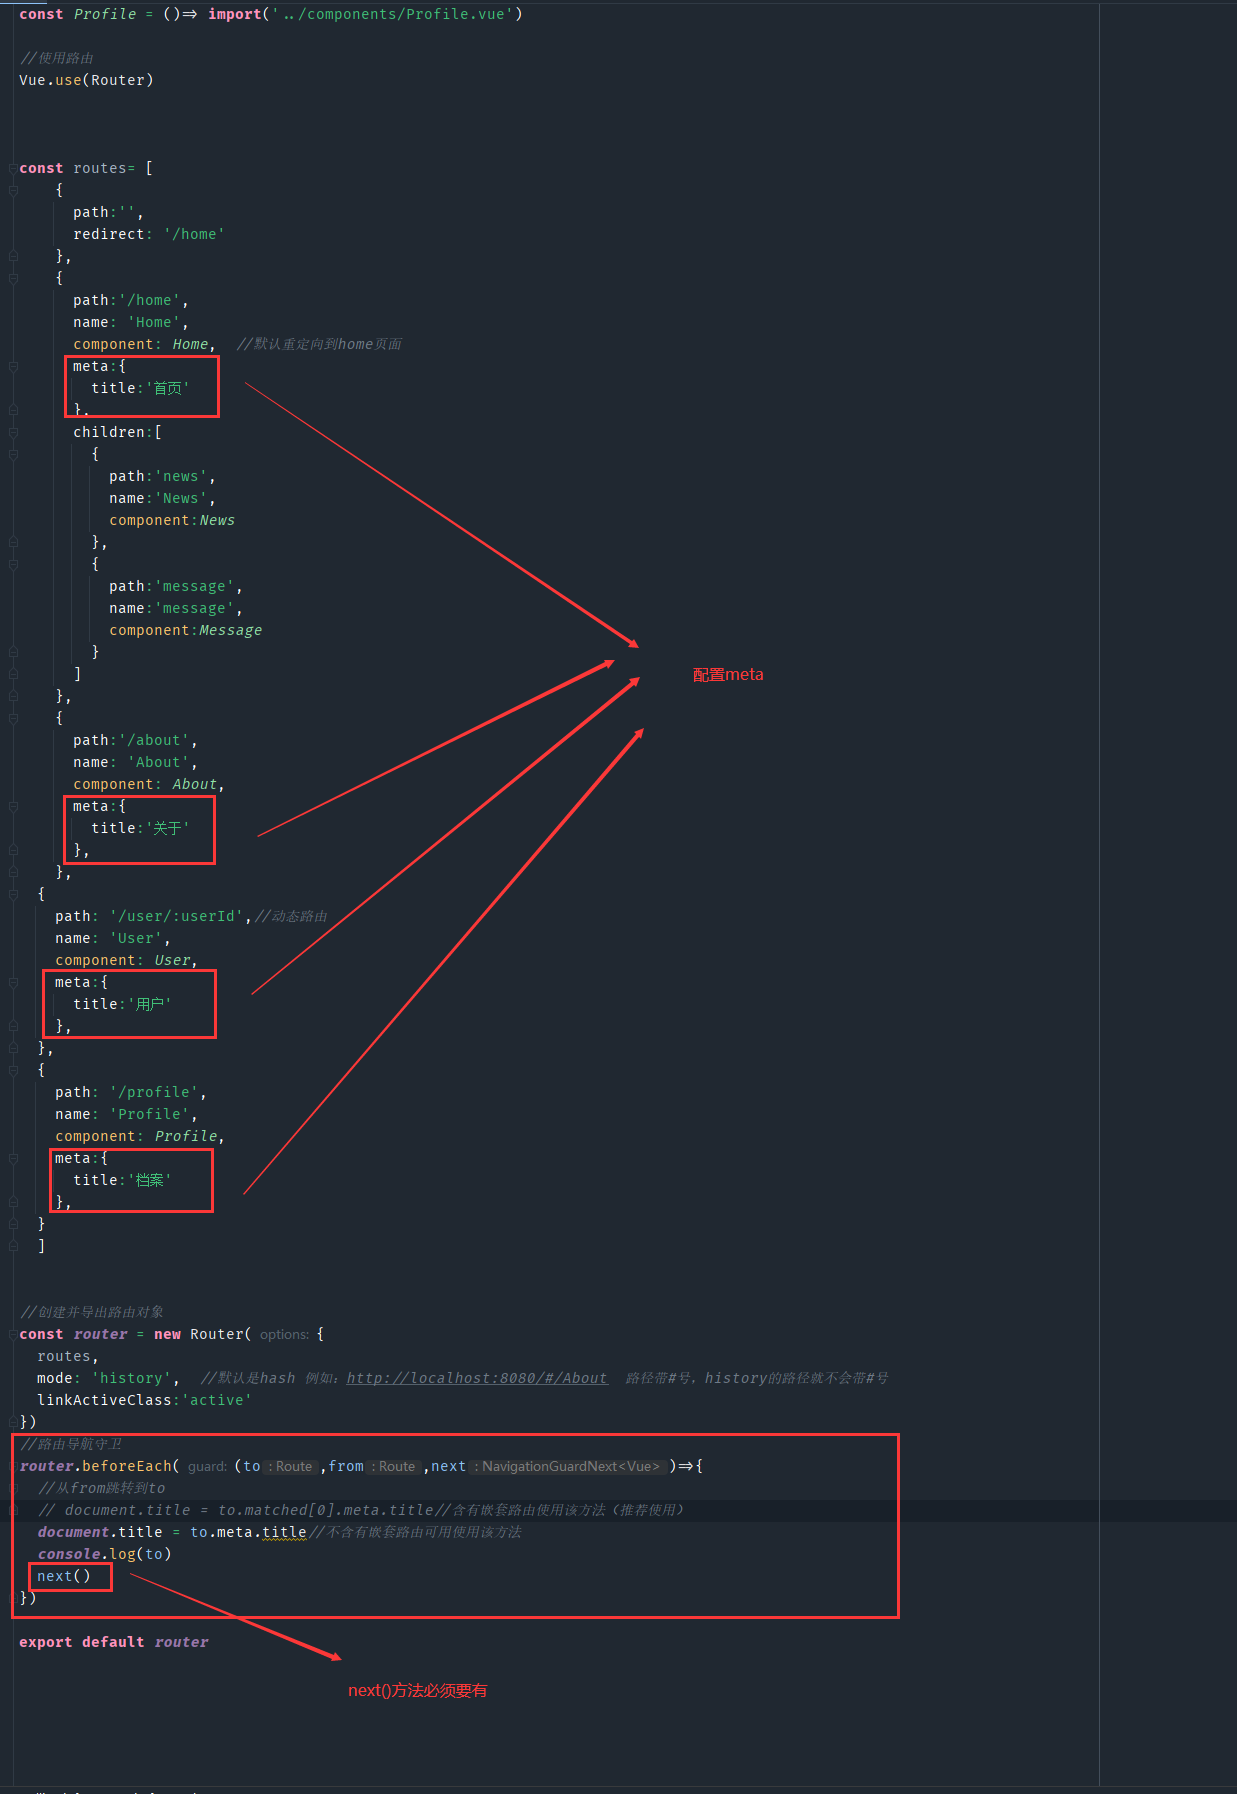 const Profile = ()=> import('../components/Profile.vue')
//使用路由
Vue.use(Router)
const routes= [
{
path:'',
redirect: '/home'
},
{
path:'/home',
name: 'Home',
component: Home,  //默认重定向到home页面
meta:{
title:'首页'
},
children:[
{
path:'news',
name:'News',
component:News
},
{
path:'message',
name:'message',
component:Message
}
]
配置meta
},
{
path:'/about',
name: 'About',
component: About,
meta:{
title:'关于'
},
},
{
path: '/user/:userId',//动态路由
name: 'User',
component: User,
meta:{
title:'用户'
},
},
{
path: '/profile',
name: 'Profile',
component: Profile,
meta:{
title:'档案'
},
}
]
//创建并导出路由对象
const router = new Router( options: {
routes,
mode: 'history',  //默认是hash 例如：http://localhost:8080/#/About  路径带#号，history的路径就不会带#号
linkActiveClass:'active'
})
//路由导航守卫
router.beforeEach( guard: (to : Route ,from : Route ,next : NavigationGuardNext<Vue> )=>{
//从from跳转到to
// document.title = to.matched[0].meta.title//含有嵌套路由使用该方法（推荐使用）
document.title = to.meta.title//不含有嵌套路由可用使用该方法
console.log(to)
next()
})
export default router
next()方法必须要有